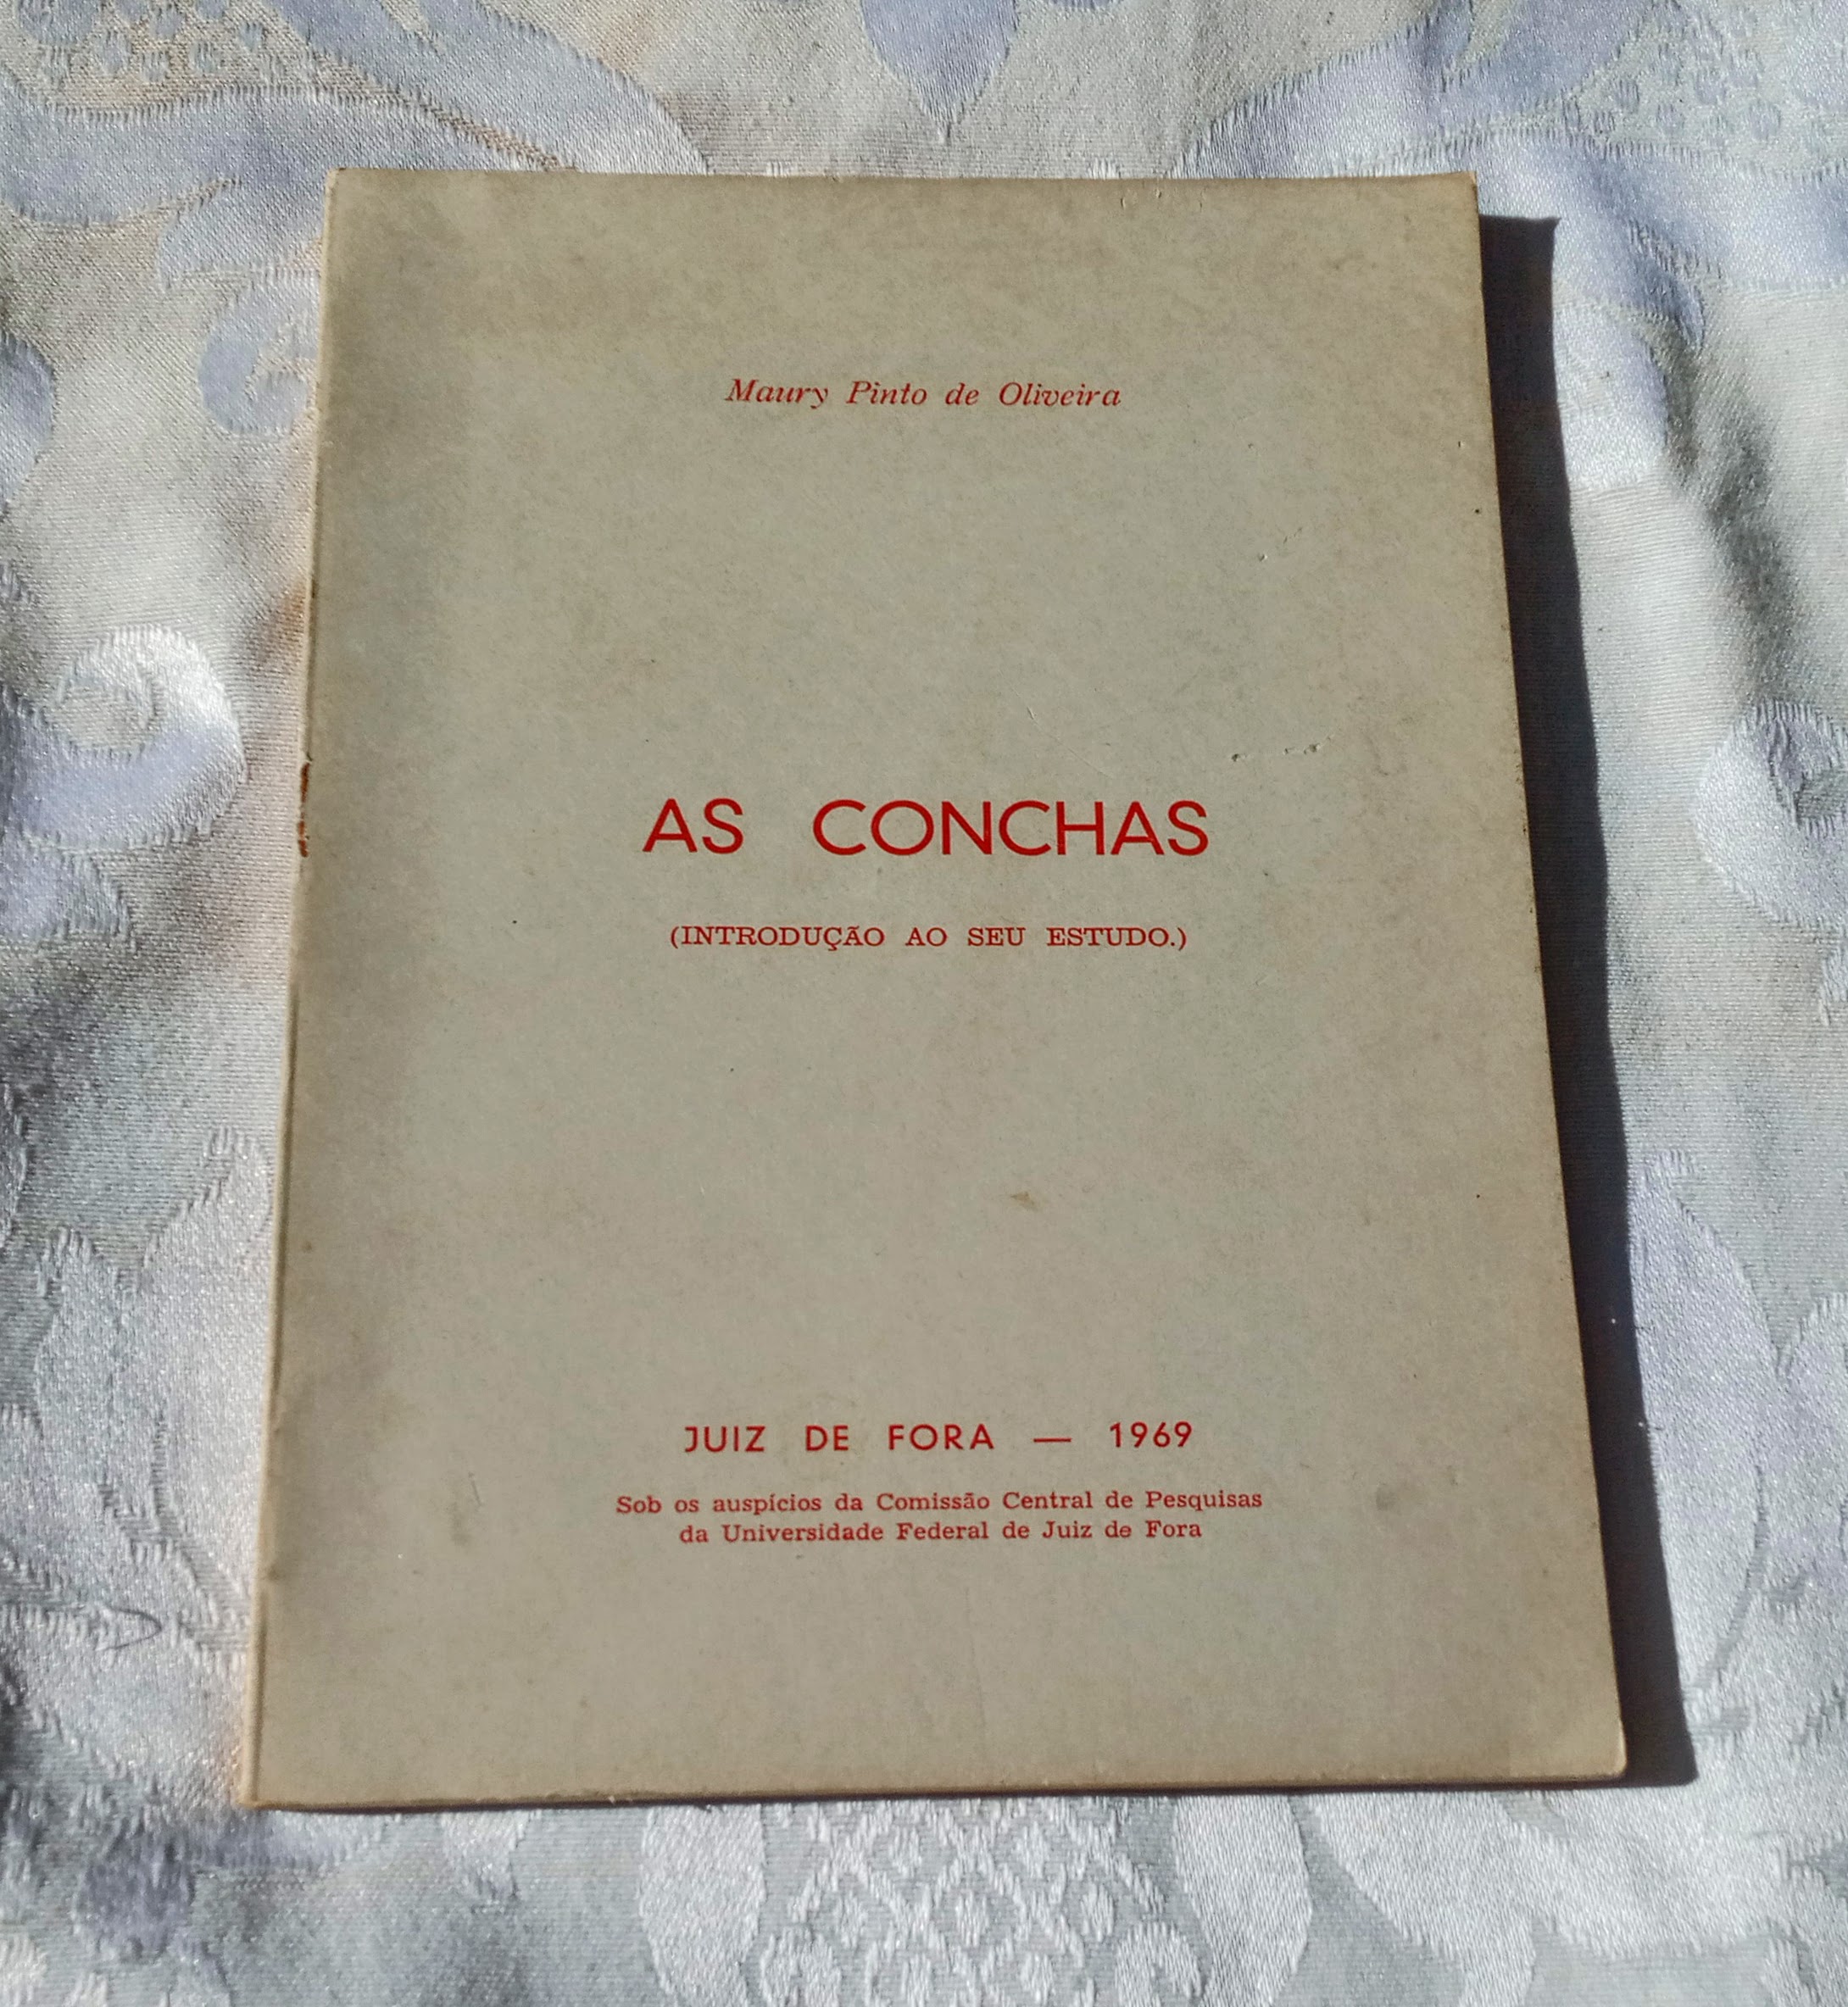 Maury Pinto de Oliveira
AS CONCHAS
(INTRODUÇÃO AO SEU ESTUDO.)
JUIZ DE FORA — 1969
Sob os auspícios da Comissão Central de Pesquisas
da Universidade Federal de Juiz de Fora